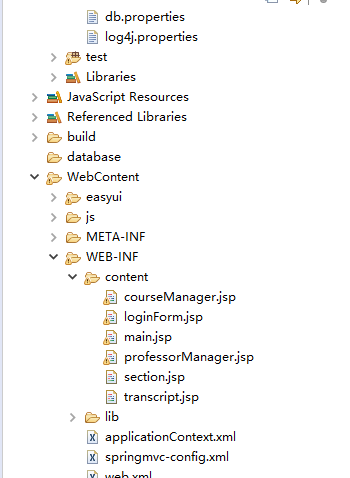 db.properties
log4j.properties
test
Libraries
JavaScript Resources
Referenced Libraries
build
database
WebContent
easyui
js
META-INF
WEB-INF
content
courseManager.jsp
loginForm.jsp
main.jsp
professorManager.jsp
section.jsp
transcript.jsp
lib
applicationContext.xml
springmvc-config.xml
web.xml